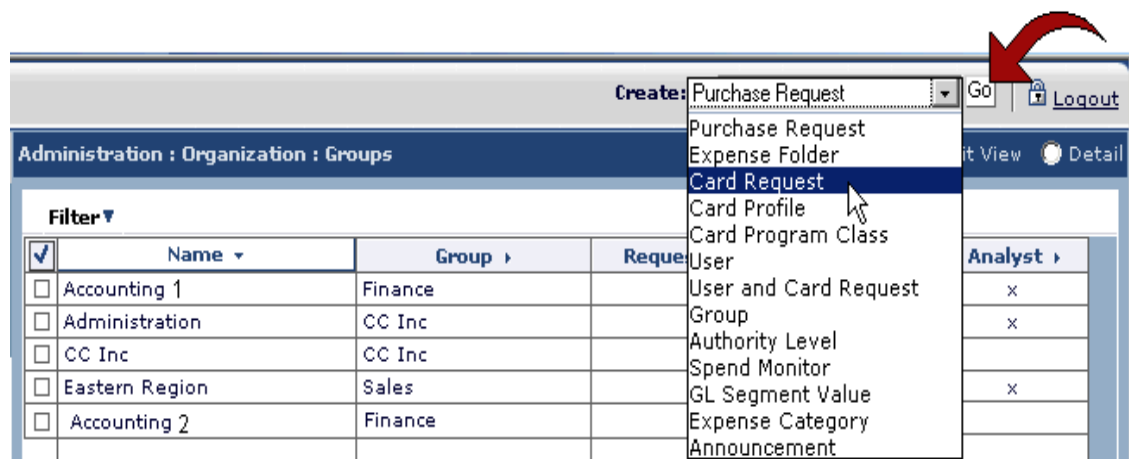 Create: Purchase Request Go Logout
Purchase Request
Administration : Organization : Groups
Expense Folder
it View Detail
Card Request
Filter
Card Profile
Card Program Class
Name Group Reques Analyst
User
Accounting 1 Finance x
User and Card Request
Group
Administration CC Inc x
Authority Level
CC Inc CC Inc
Spend Monitor
Eastern Region Sales x
GL Segment Value
Accounting 2 Finance
Expense Category
Announcement